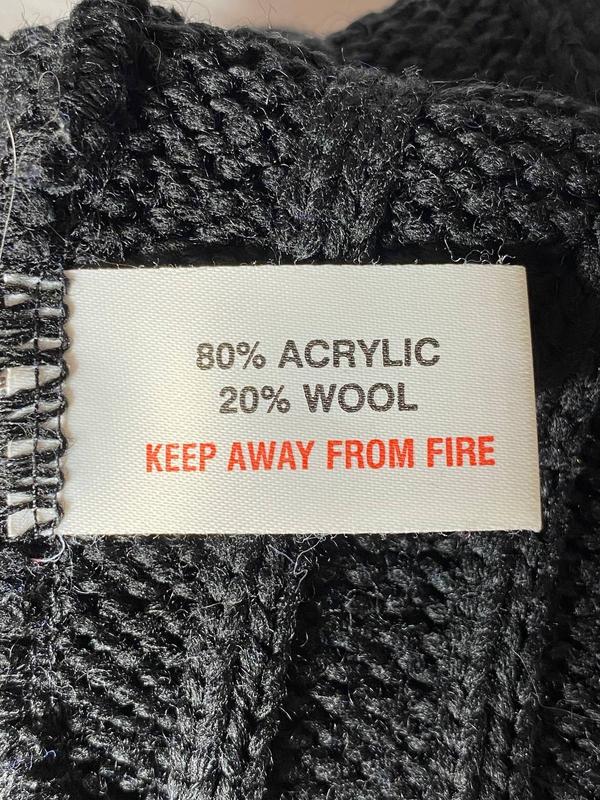 80% ACRYLIC
20% WOOL
KEEP AWAY FROM FIRE